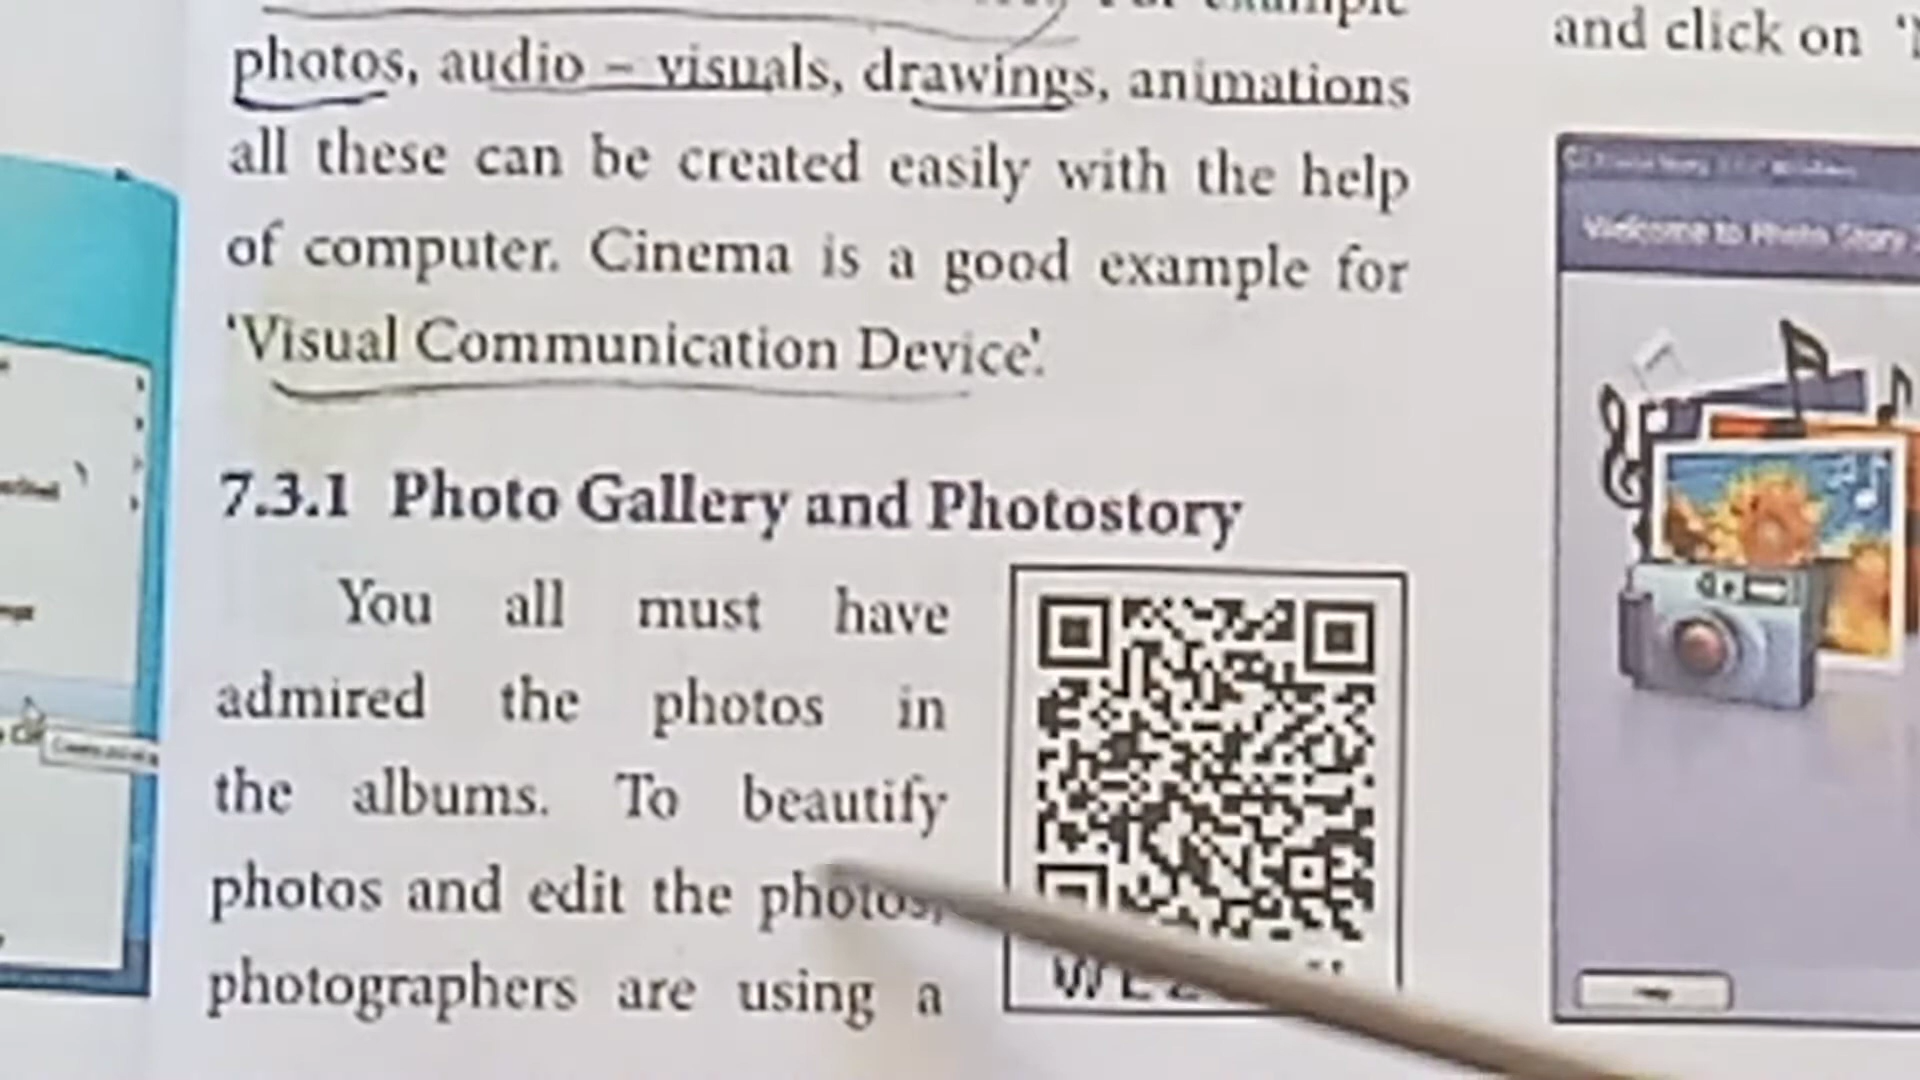 example
photos, audio – visuals, drawings, animations
all these can be created easily with the help
of computer. Cinema is a good example for
‘Visual Communication Device’.
7.3.1 Photo Gallery and Photostory
You all must have
admired the photos in
the albums. To beautify
photos and edit the photos,
photographers are using a
and click on
Welcome to Photo Story